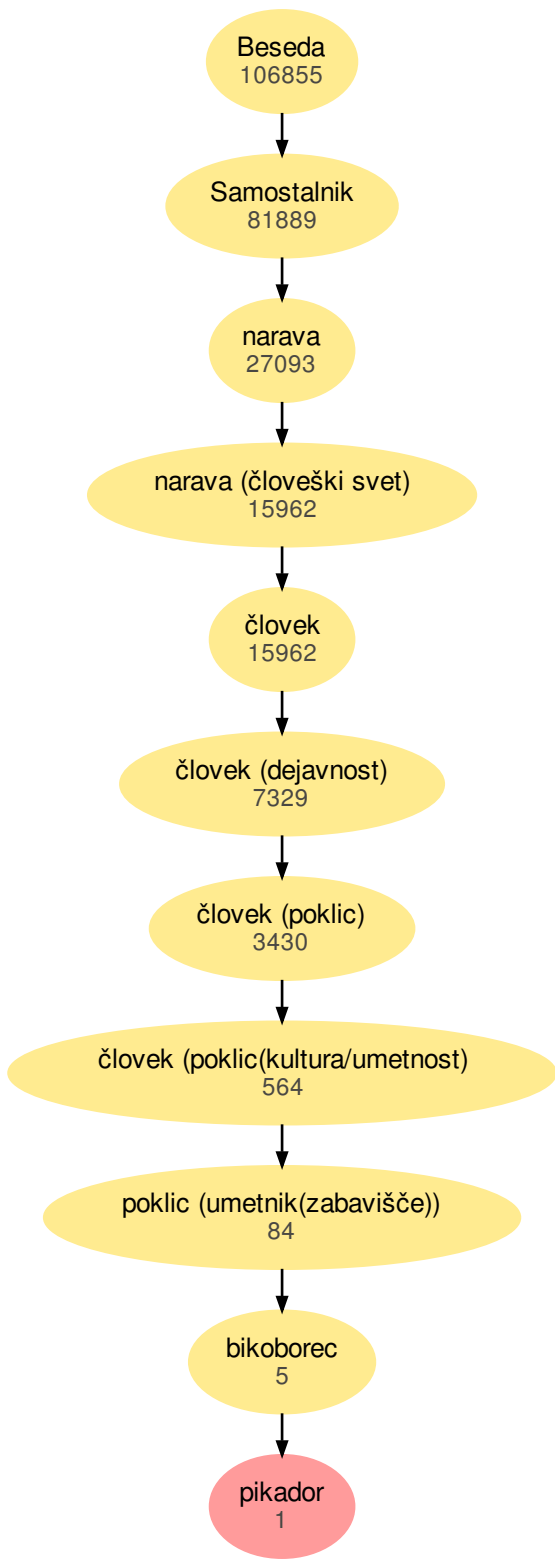 Beseda
106855
Samostalnik
81889
narava
27093
narava (človeški svet)
15962
človek
15962
človek (dejavnost)
7329
človek (poklic)
3430
človek (poklic(kultura/umetnost)
564
poklic (umetnik(zabavišče))
84
bikoborec
5
pikador
1